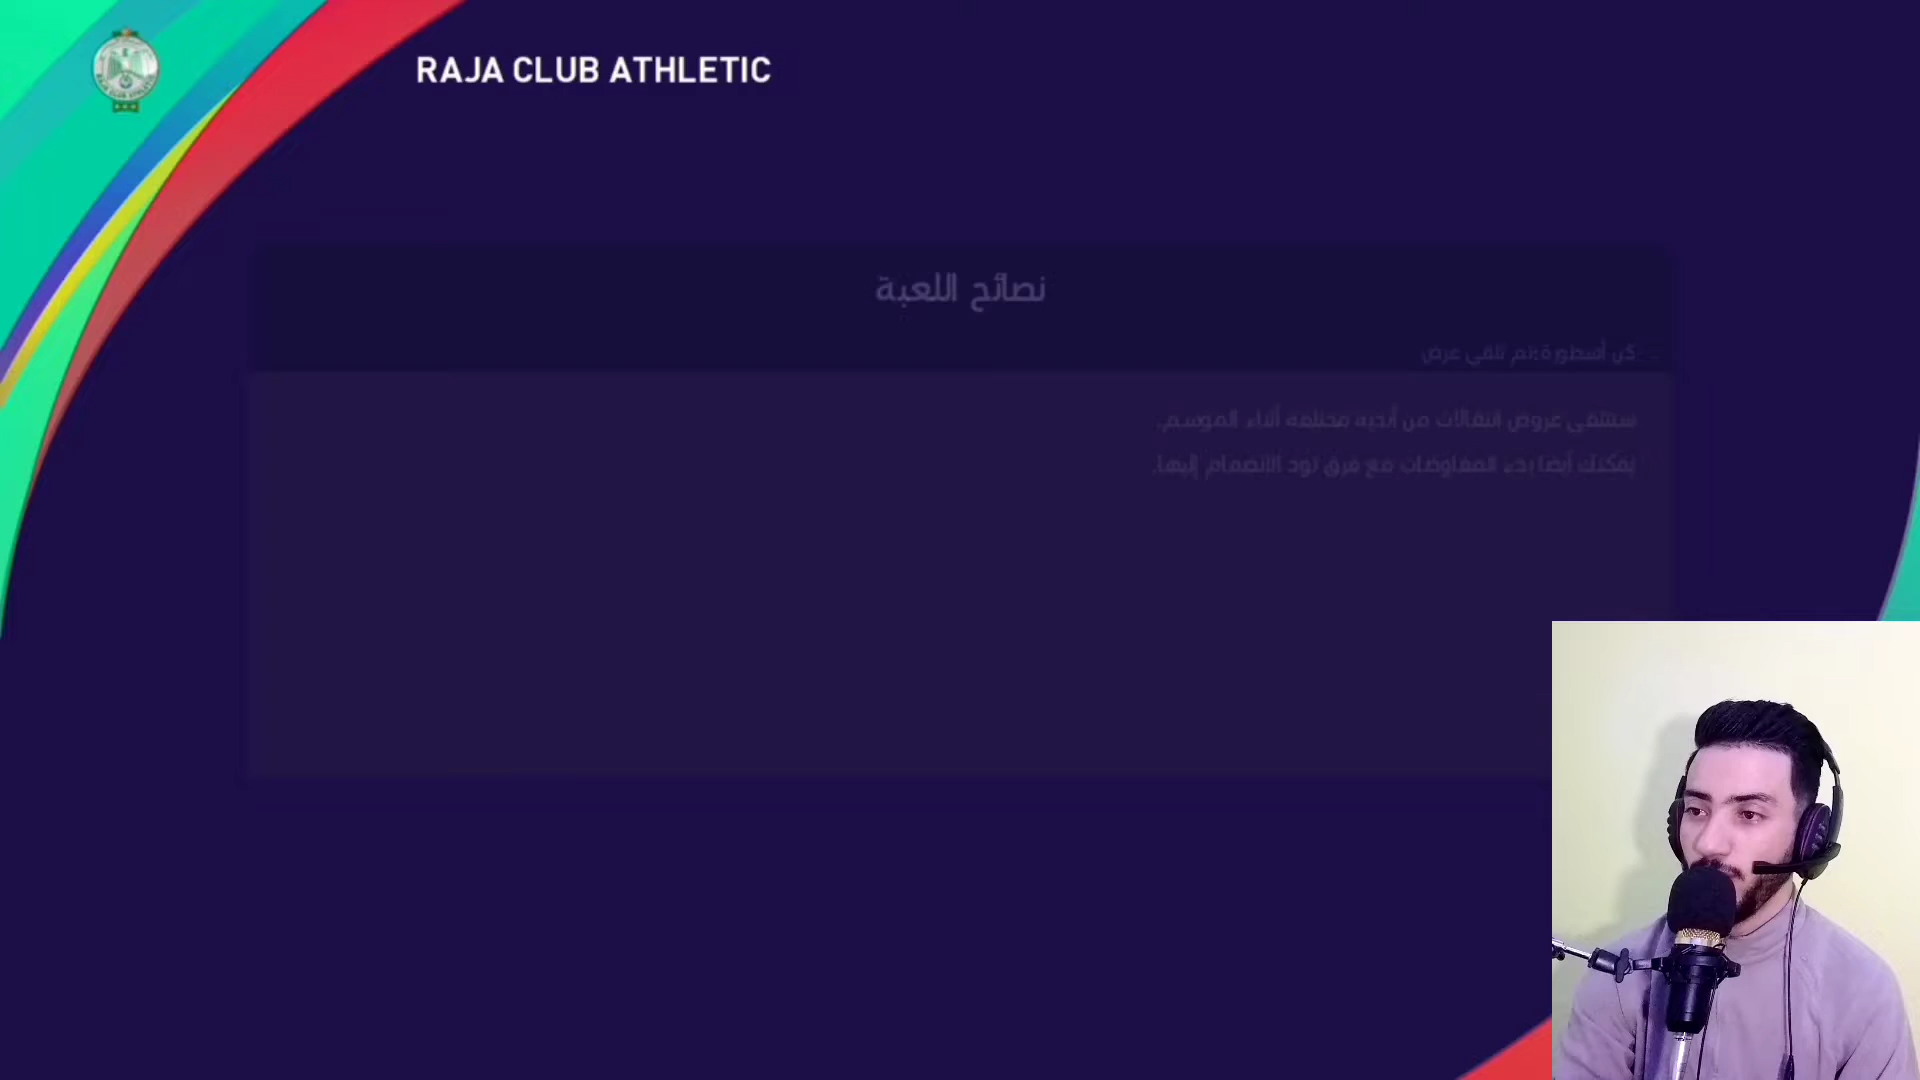 RAJA CLUB ATHLETIC
نصائح اللعبة
كن أسطورة:تم تلقي عرض
ستتلقى عروض انتقالات من أندية مختلفة أثناء الموسم.
يمكنك أيضا بدء المفاوضات مع فرق تود الانضمام إليها.